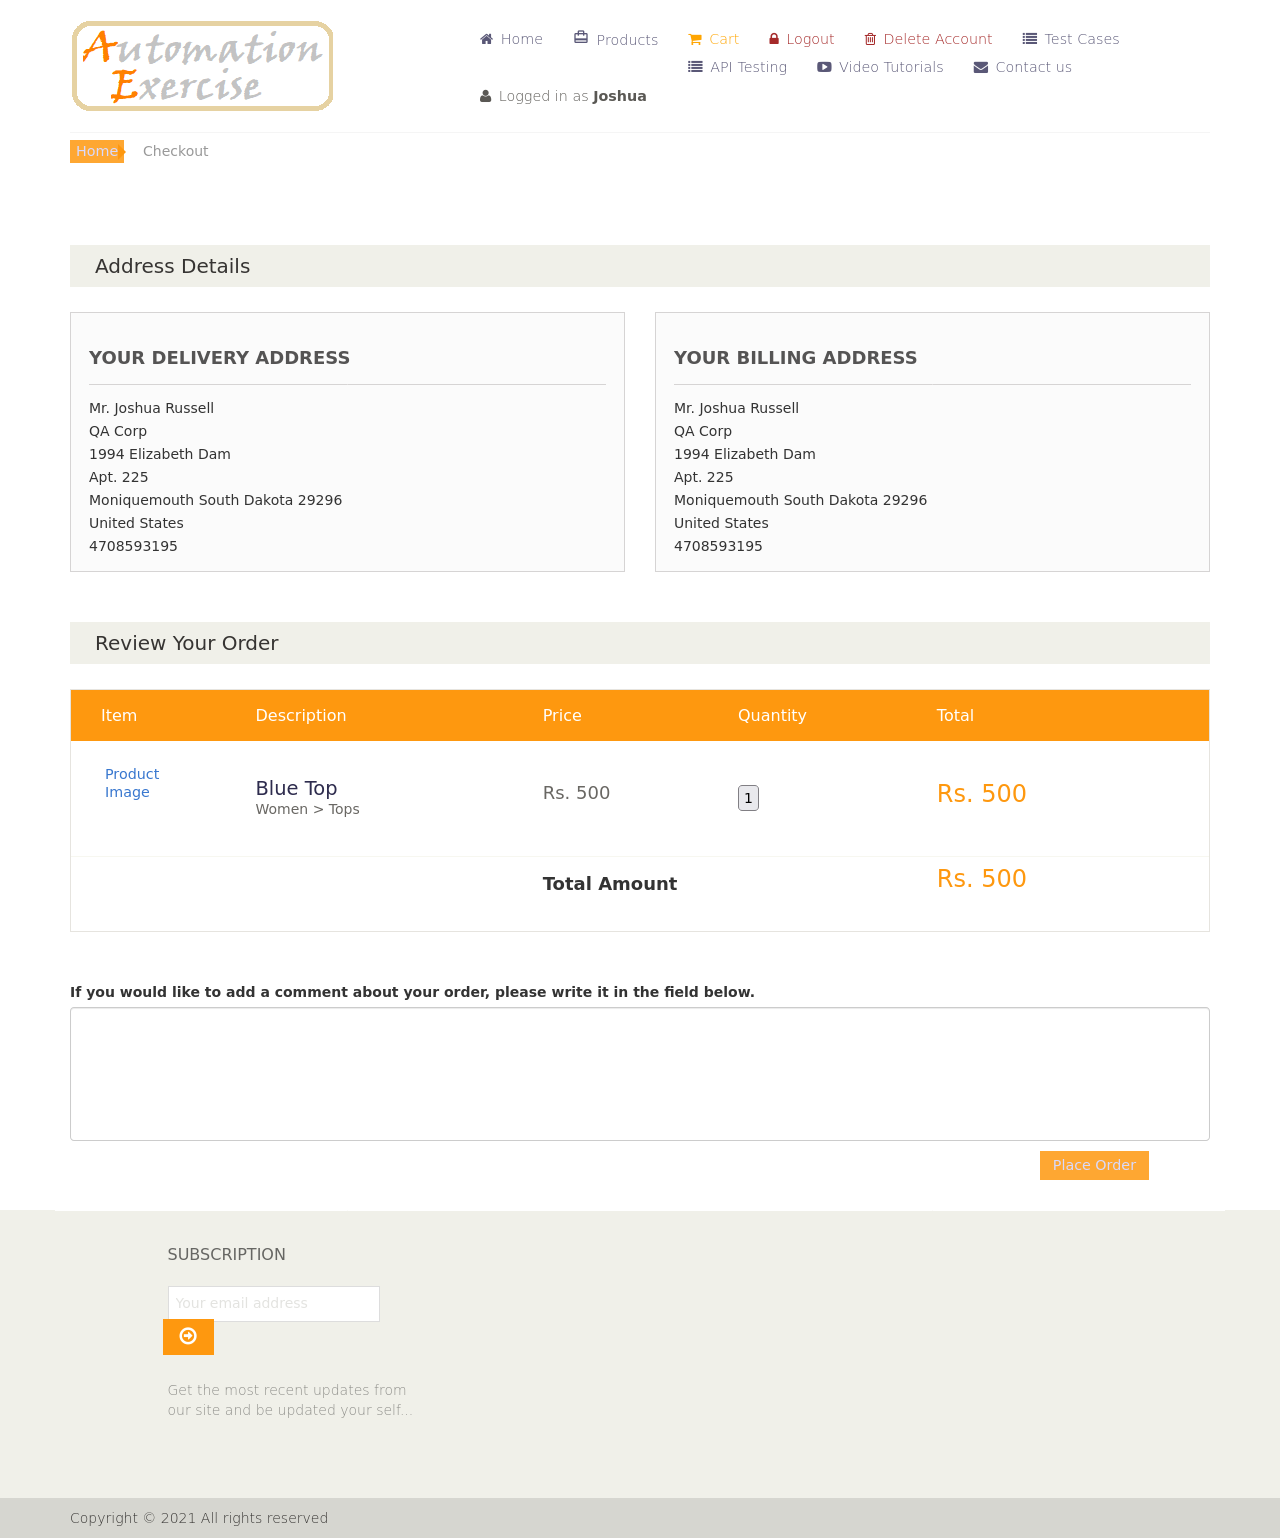 Automation
Exercise
Home
Products
Cart
Logout
Delete Account
Test Cases
API Testing
Video Tutorials
Contact us
Logged in as Joshua
Home
Checkout
Address Details
YOUR DELIVERY ADDRESS
Mr. Joshua Russell
QA Corp
1994 Elizabeth Dam
Apt. 225
Moniquemouth South Dakota 29296
United States
4708593195
YOUR BILLING ADDRESS
Mr. Joshua Russell
QA Corp
1994 Elizabeth Dam
Apt. 225
Moniquemouth South Dakota 29296
United States
4708593195
Review Your Order
Item Description Price Quantity Total
Product
Image
Blue Top
Women > Tops
Rs. 500
1
Rs. 500
Total Amount
Rs. 500
If you would like to add a comment about your order, please write it in the field below.
Place Order
SUBSCRIPTION
Your email address
Get the most recent updates from
our site and be updated your self...
Copyright © 2021 All rights reserved